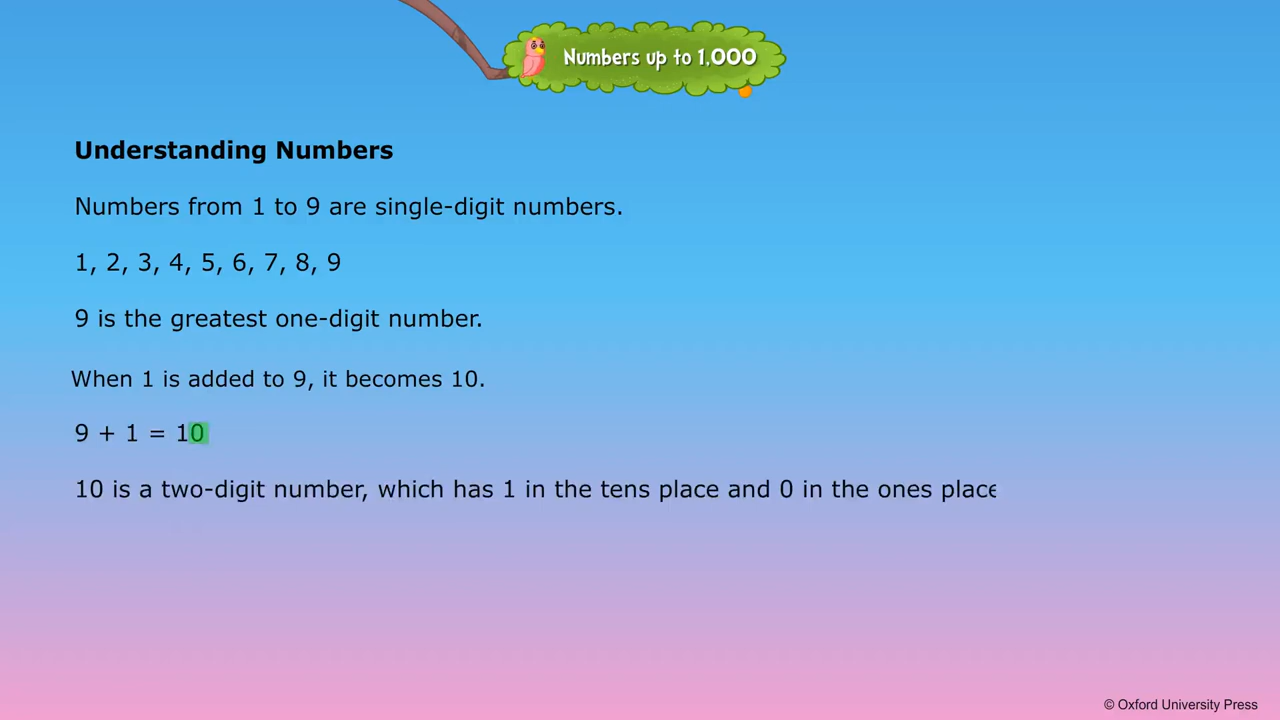 Numbers up to 1,000
Understanding Numbers
Numbers from 1 to 9 are single-digit numbers.
1, 2, 3, 4, 5, 6, 7, 8, 9
9 is the greatest one-digit number.
When 1 is added to 9, it becomes 10.
9 + 1 = 10
10 is a two-digit number, which has 1 in the tens place and 0 in the ones place
© Oxford University Press